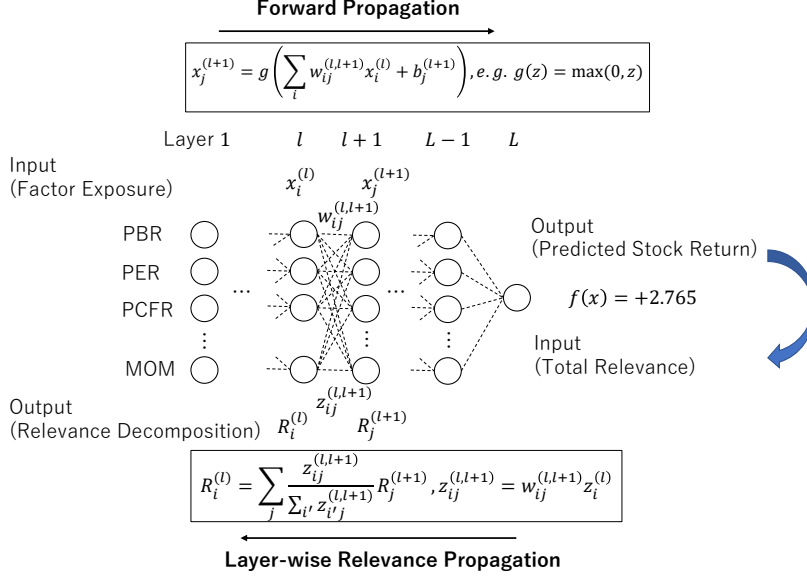 Forward Propagation
x_j^{(l+1)} = g(∑_i w_{ij}^{(l,l+1)} x_i^{(l)} + b_j^{(l+1)}), e.g. g(z) = max(0, z)
Layer 1 l l + 1 L − 1 L
Input
(Factor Exposure)
x_i^{(l)} x_j^{(l+1)}
w_{ij}^{(l,l+1)}
PBR
PER
PCFR
⋮
MOM
... ...
⋮ ⋮ ⋮
Output
(Predicted Stock Return)
f(x) = +2.765
Input
(Total Relevance)
z_{ij}^{(l,l+1)}
Output
(Relevance Decomposition)
R_i^{(l)} R_j^{(l+1)}
R_i^{(l)} = ∑_j \frac{z_{ij}^{(l,l+1)}}{∑_{i'} z_{i'j}^{(l,l+1)}} R_j^{(l+1)}, z_{ij}^{(l,l+1)} = w_{ij}^{(l,l+1)} z_i^{(l)}
Layer-wise Relevance Propagation